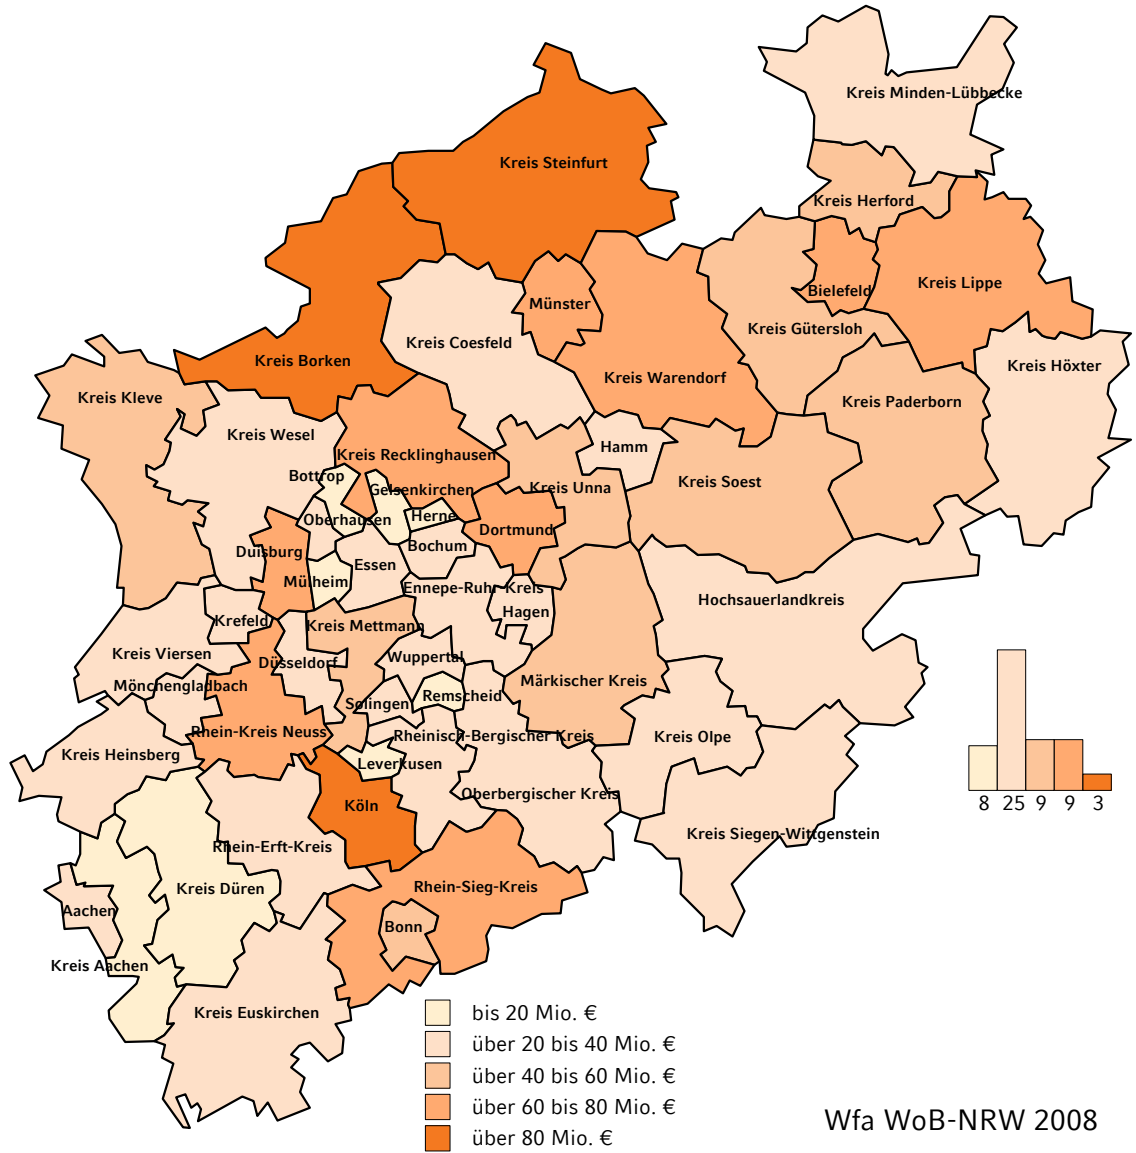 Kreis Minden-Lübbecke
Kreis Steinfurt
Kreis Herford
Kreis Lippe
Bielefeld
Münster
Kreis Gütersloh
Kreis Coesfeld
Kreis Borken
Kreis Höxter
Kreis Warendorf
Kreis Kleve
Kreis Paderborn
Kreis Wesel
Hamm
Kreis Recklinghausen
Bottrop
Kreis Soest
Kreis Unna
Gelsenkirchen
Herne
Oberhausen
Dortmund
Bochum
Duisburg
Essen
Mülheim
Ennepe-Ruhr-Kreis
Hochsauerlandkreis
Hagen
Krefeld
Kreis Mettmann
Kreis Viersen
Wuppertal
Düsseldorf
Märkischer Kreis
Mönchengladbach
Remscheid
Solingen
Rhein-Kreis Neuss
Rheinisch-Bergischer Kreis
Kreis Olpe
Kreis Heinsberg
Leverkusen
Oberbergischer Kreis
Köln
8 25 9 9 3
Kreis Siegen-Wittgenstein
Rhein-Erft-Kreis
Kreis Düren
Rhein-Sieg-Kreis
Aachen
Bonn
Kreis Aachen
Kreis Euskirchen
bis 20 Mio. €
über 20 bis 40 Mio. €
über 40 bis 60 Mio. €
über 60 bis 80 Mio. €
über 80 Mio. €
Wfa WoB-NRW 2008